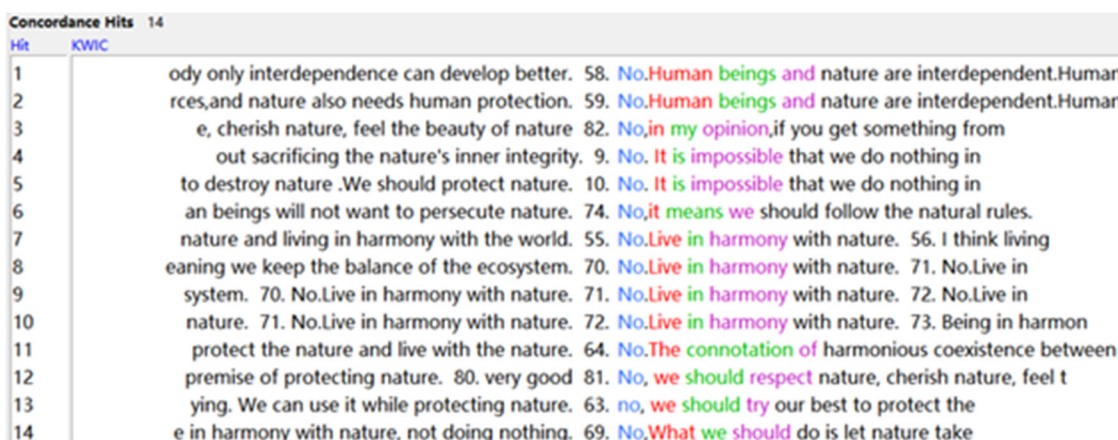 Concordance Hits 14
Hit KWIC
1 ody only interdependence can develop better. 58. No.Human beings and nature are interdependent.Humar
2 rces,and nature also needs human protection. 59. No.Human beings and nature are interdependent.Humar
3 e, cherish nature, feel the beauty of nature 82. No,in my opinion,if you get something from
4 out sacrificing the nature's inner integrity. 9. No. It is impossible that we do nothing in
5 to destroy nature .We should protect nature. 10. No. It is impossible that we do nothing in
6 an beings will not want to persecute nature. 74. No,it means we should follow the natural rules.
7 nature and living in harmony with the world. 55. No.Live in harmony with nature. 56. I think living
8 eaning we keep the balance of the ecosystem. 70. No.Live in harmony with nature. 71. No.Live in
9 system. 70. No.Live in harmony with nature. 71. No.Live in harmony with nature. 72. No.Live in
10 nature. 71. No.Live in harmony with nature. 72. No.Live in harmony with nature. 73. Being in harmon
11 protect the nature and live with the nature. 64. No.The connotation of harmonious coexistence between
12 premise of protecting nature. 80. very good 81. No, we should respect nature, cherish nature, feel t
13 ying. We can use it while protecting nature. 63. no, we should try our best to protect the
14 e in harmony with nature, not doing nothing. 69. No,What we should do is let nature take